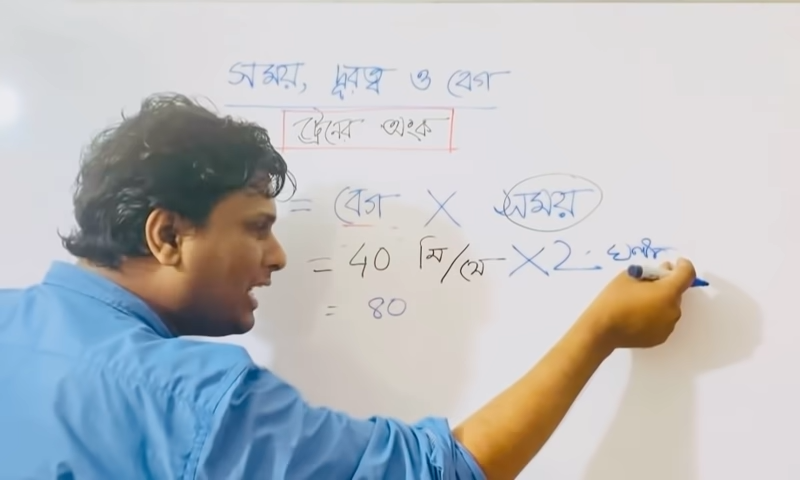 সময়, দূরত্ব ও বেগ
ট্রেনের অংক
= বেগ × সময়
= 40 মি/সে × 2 ঘন্টা
= 80